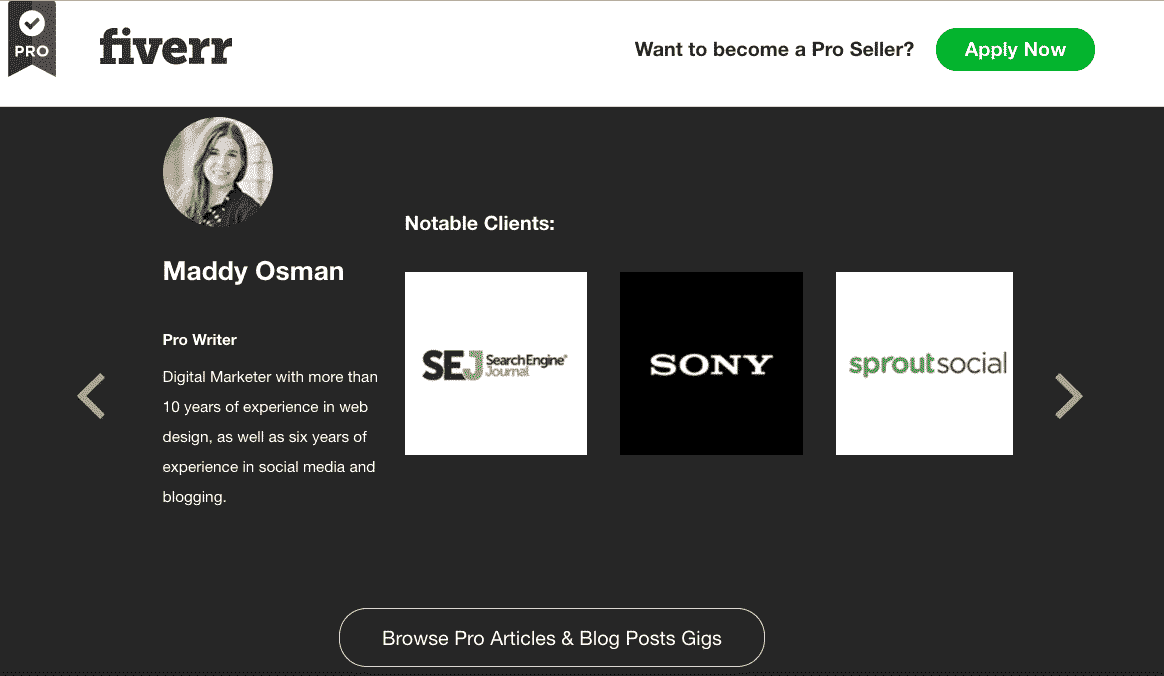 PRO
fiverr
Want to become a Pro Seller?
Apply Now
Maddy Osman
Pro Writer
Digital Marketer with more than
10 years of experience in web
design, as well as six years of
experience in social media and
blogging.
Notable Clients:
SEJ Search Engine® Journal
SONY
sproutsocial
Browse Pro Articles & Blog Posts Gigs